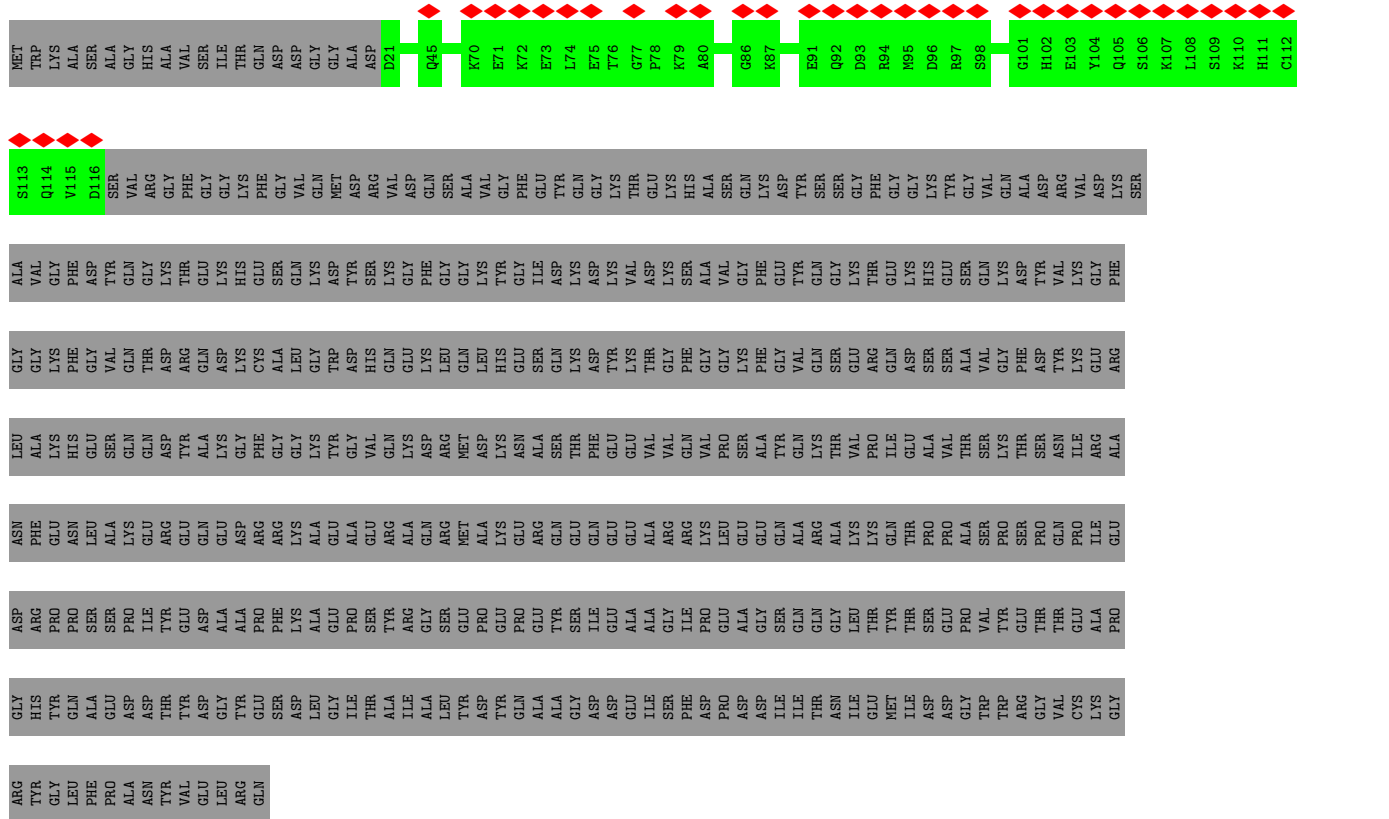 MET TRP LYS ALA SER ALA GLY HIS ALA VAL SER ILE THR GLN ASP ASP GLY GLY ALA ASP D21 Q45 K70 E71 K72 E73 L74 E75 T76 G77 P78 K79 A80 G86 K87 E91 Q92 D93 R94 M95 D96 R97 S98 G101 H102 E103 Y104 Q105 S106 K107 L108 S109 K110 H111 C112
S113 Q114 V115 D116 SER VAL ARG GLY PHE GLY GLY LYS PHE GLY VAL GLN MET ASP ARG VAL ASP GLN SER ALA VAL GLY PHE GLU TYR GLN GLY LYS THR GLU LYS HIS ALA SER GLN LYS ASP TYR SER SER GLY PHE GLY GLY LYS TYR GLY VAL GLN ALA ASP ARG VAL ASP LYS SER
ALA VAL GLY PHE ASP TYR GLN GLY LYS THR GLU LYS HIS GLU SER GLN LYS ASP TYR SER LYS GLY PHE GLY GLY LYS TYR GLY ILE ASP LYS ASP LYS VAL ASP LYS SER ALA VAL GLY PHE GLU TYR GLN GLY LYS THR GLU LYS HIS GLU SER GLN LYS ASP TYR VAL LYS GLY PHE
GLY GLY LYS PHE GLY VAL GLN THR ASP ARG GLN ASP LYS CYS ALA LEU GLY TRP ASP HIS GLN GLU LYS LEU GLN LEU HIS GLU SER GLN LYS ASP TYR LYS THR GLY PHE GLY GLY LYS PHE GLY VAL GLN SER GLU ARG GLN ASP SER SER ALA VAL GLY PHE ASP TYR LYS GLU ARG
LEU ALA LYS HIS GLU SER GLN GLN ASP TYR ALA LYS GLY PHE GLY GLY LYS TYR GLY VAL GLN LYS ASP ARG MET ASP LYS ASN ALA SER THR PHE GLU GLU VAL VAL GLN VAL PRO SER ALA TYR GLN LYS THR VAL PRO ILE GLU ALA VAL THR SER LYS THR SER ASN ILE ARG ALA
ASN PHE GLU ASN LEU ALA LYS GLU ARG GLU GLN GLU ASP ARG ARG LYS ALA GLU ALA GLU ARG ALA GLN ARG MET ALA LYS GLU ARG GLN GLU GLN GLU GLU ALA ARG ARG LYS LEU GLU GLU GLN ALA ARG ALA LYS LYS GLN THR PRO PRO ALA SER PRO SER PRO GLN PRO ILE GLU
ASP ARG PRO PRO SER SER PRO ILE TYR GLU ASP ALA ALA PRO PHE LYS ALA GLU PRO SER TYR ARG GLY SER GLU PRO GLU PRO GLU TYR SER ILE GLU ALA ALA GLY ILE PRO GLU ALA GLY SER GLN GLN GLY LEU THR TYR THR SER GLU PRO VAL TYR GLU THR THR GLU ALA PRO
GLY HIS TYR GLN ALA GLU ASP ASP THR TYR ASP GLY TYR GLU SER ASP LEU GLY ILE THR ALA ILE ALA LEU TYR ASP TYR GLN ALA ALA GLY ASP ASP GLU ILE SER PHE ASP PRO ASP ASP ILE ILE THR ASN ILE GLU MET ILE ASP ASP GLY TRP TRP ARG GLY VAL CYS LYS GLY
ARG TYR GLY LEU PHE PRO ALA ASN TYR VAL GLU LEU ARG GLN